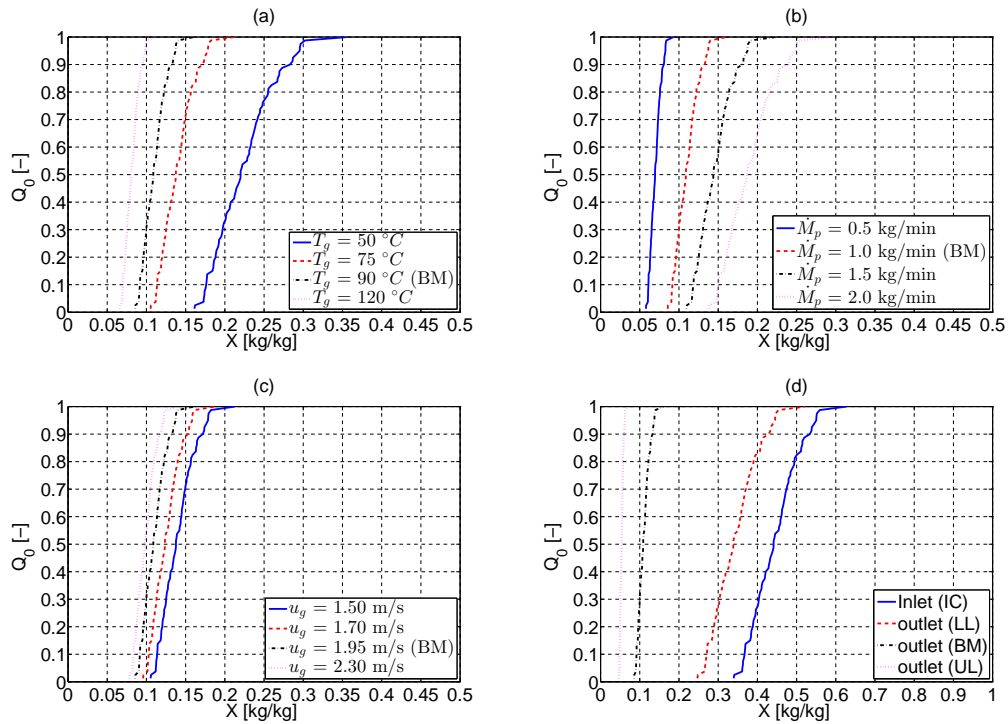 (a)
1
0.9
0.8
0.7
0.6
0.5
0.4
0.3
0.2
0.1
0
Q0 [−]
0 0.05 0.1 0.15 0.2 0.25 0.3 0.35 0.4 0.45 0.5
X [kg/kg]
Tg = 50 °C
Tg = 75 °C
Tg = 90 °C (BM)
Tg = 120 °C
(b)
1
0.9
0.8
0.7
0.6
0.5
0.4
0.3
0.2
0.1
0
Q0 [−]
0 0.05 0.1 0.15 0.2 0.25 0.3 0.35 0.4 0.45 0.5
X [kg/kg]
Ṁp = 0.5 kg/min
Ṁp = 1.0 kg/min (BM)
Ṁp = 1.5 kg/min
Ṁp = 2.0 kg/min
(c)
1
0.9
0.8
0.7
0.6
0.5
0.4
0.3
0.2
0.1
0
Q0 [−]
0 0.05 0.1 0.15 0.2 0.25 0.3 0.35 0.4 0.45 0.5
X [kg/kg]
ug = 1.50 m/s
ug = 1.70 m/s
ug = 1.95 m/s (BM)
ug = 2.30 m/s
(d)
1
0.9
0.8
0.7
0.6
0.5
0.4
0.3
0.2
0.1
0
Q0 [−]
0 0.1 0.2 0.3 0.4 0.5 0.6 0.7 0.8 0.9 1
X [kg/kg]
Inlet (IC)
outlet (LL)
outlet (BM)
outlet (UL)